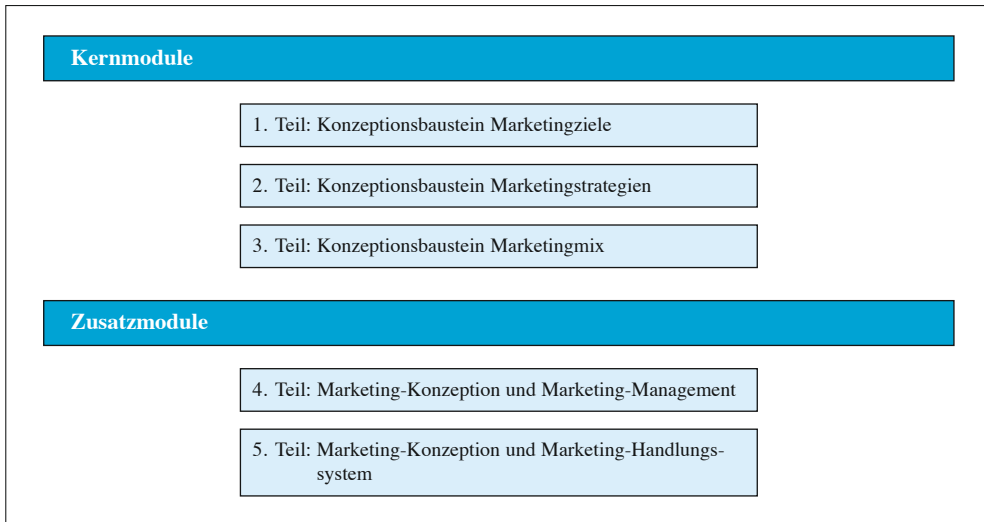 Kernmodule
1. Teil: Konzeptionsbaustein Marketingziele
2. Teil: Konzeptionsbaustein Marketingstrategien
3. Teil: Konzeptionsbaustein Marketingmix
Zusatzmodule
4. Teil: Marketing-Konzeption und Marketing-Management
5. Teil: Marketing-Konzeption und Marketing-Handlungs-
system